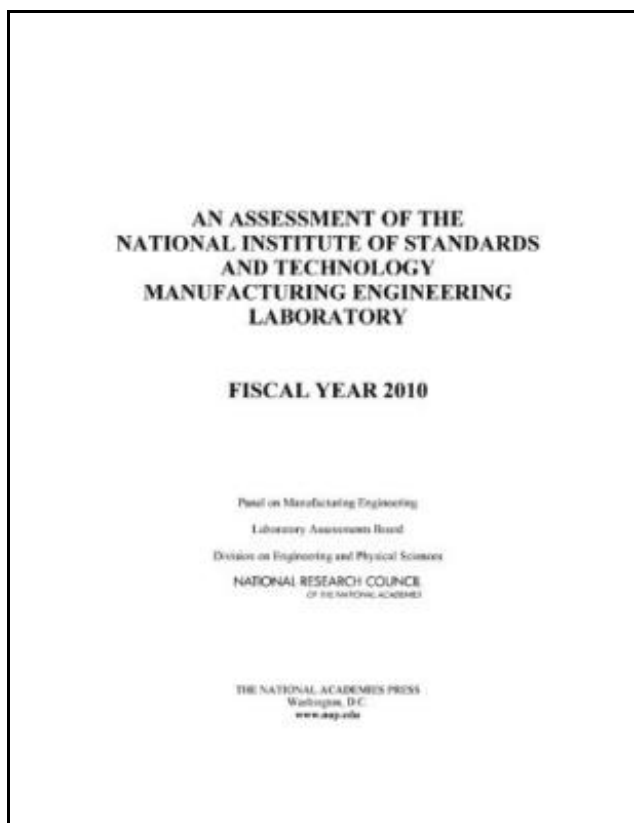 AN ASSESSMENT OF THE
NATIONAL INSTITUTE OF STANDARDS
AND TECHNOLOGY
MANUFACTURING ENGINEERING
LABORATORY
FISCAL YEAR 2010
Panel on Manufacturing Engineering
Laboratory Assessments Board
Division on Engineering and Physical Sciences
NATIONAL RESEARCH COUNCIL
OF THE NATIONAL ACADEMIES
THE NATIONAL ACADEMIES PRESS
Washington, D.C.
www.nap.edu